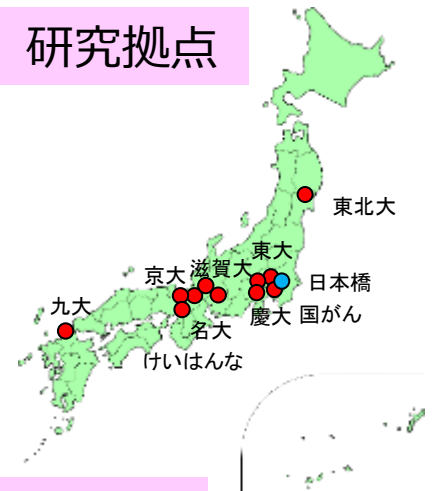 研究拠点
東北大
東大
滋賀大
京大
日本橋
九大
慶大
国がん
名大
けいはんな